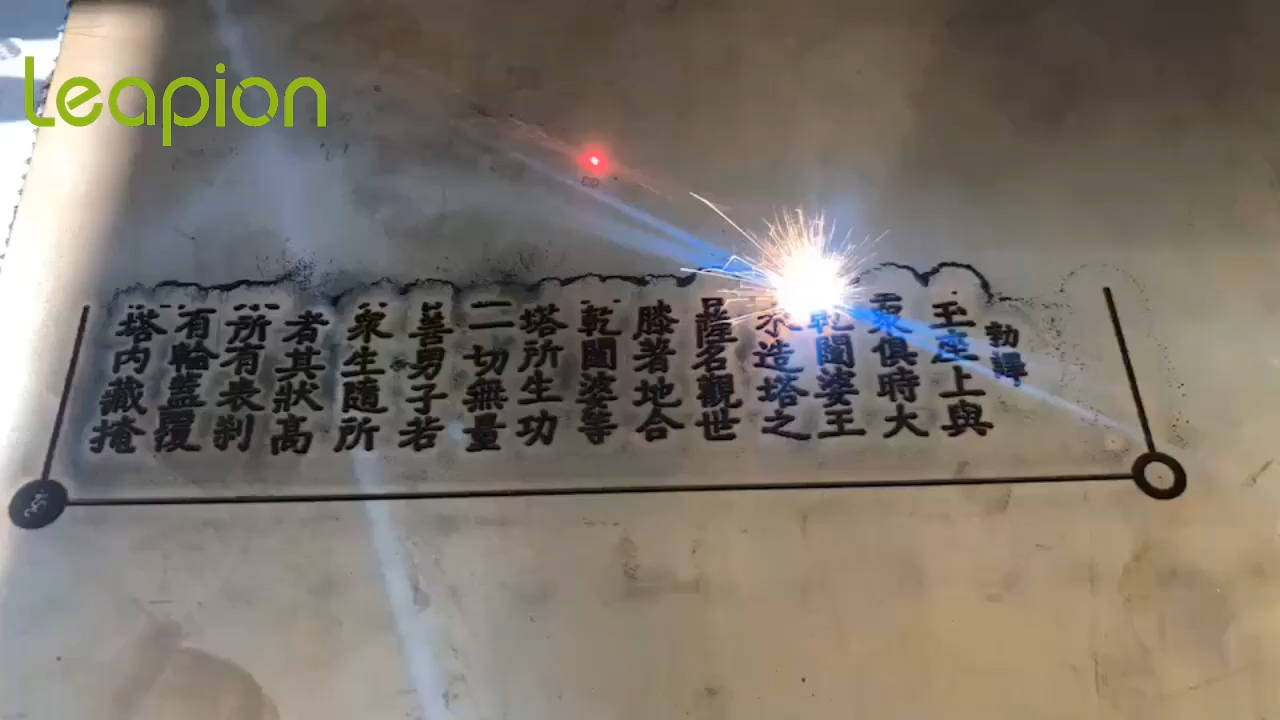 Leapion
勅譯
王座上與
衆俱時大
乾闥婆王
造塔之
薩名觀世
膝著地合
乾闥婆等
塔所生功
一切無量
善男子若
衆生隨所
者其狀高
所有表刹
有輪蓋覆
塔内藏掩